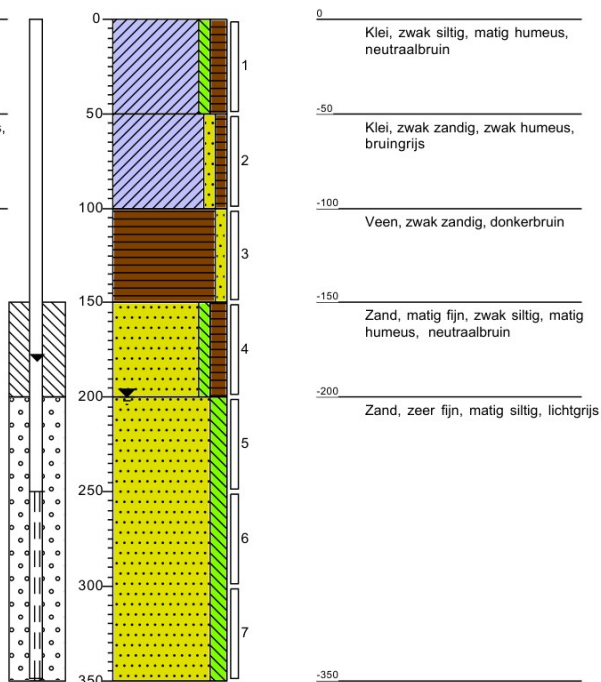 0
50
100
150
200
250
300
350
1
2
3
4
5
6
7
0
Klei, zwak siltig, matig humeus,
neutraalbruin
-50
Klei, zwak zandig, zwak humeus,
bruingrijs
-100
Veen, zwak zandig, donkerbruin
-150
Zand, matig fijn, zwak siltig, matig
humeus, neutraalbruin
-200
Zand, zeer fijn, matig siltig, lichtgrijs
-350